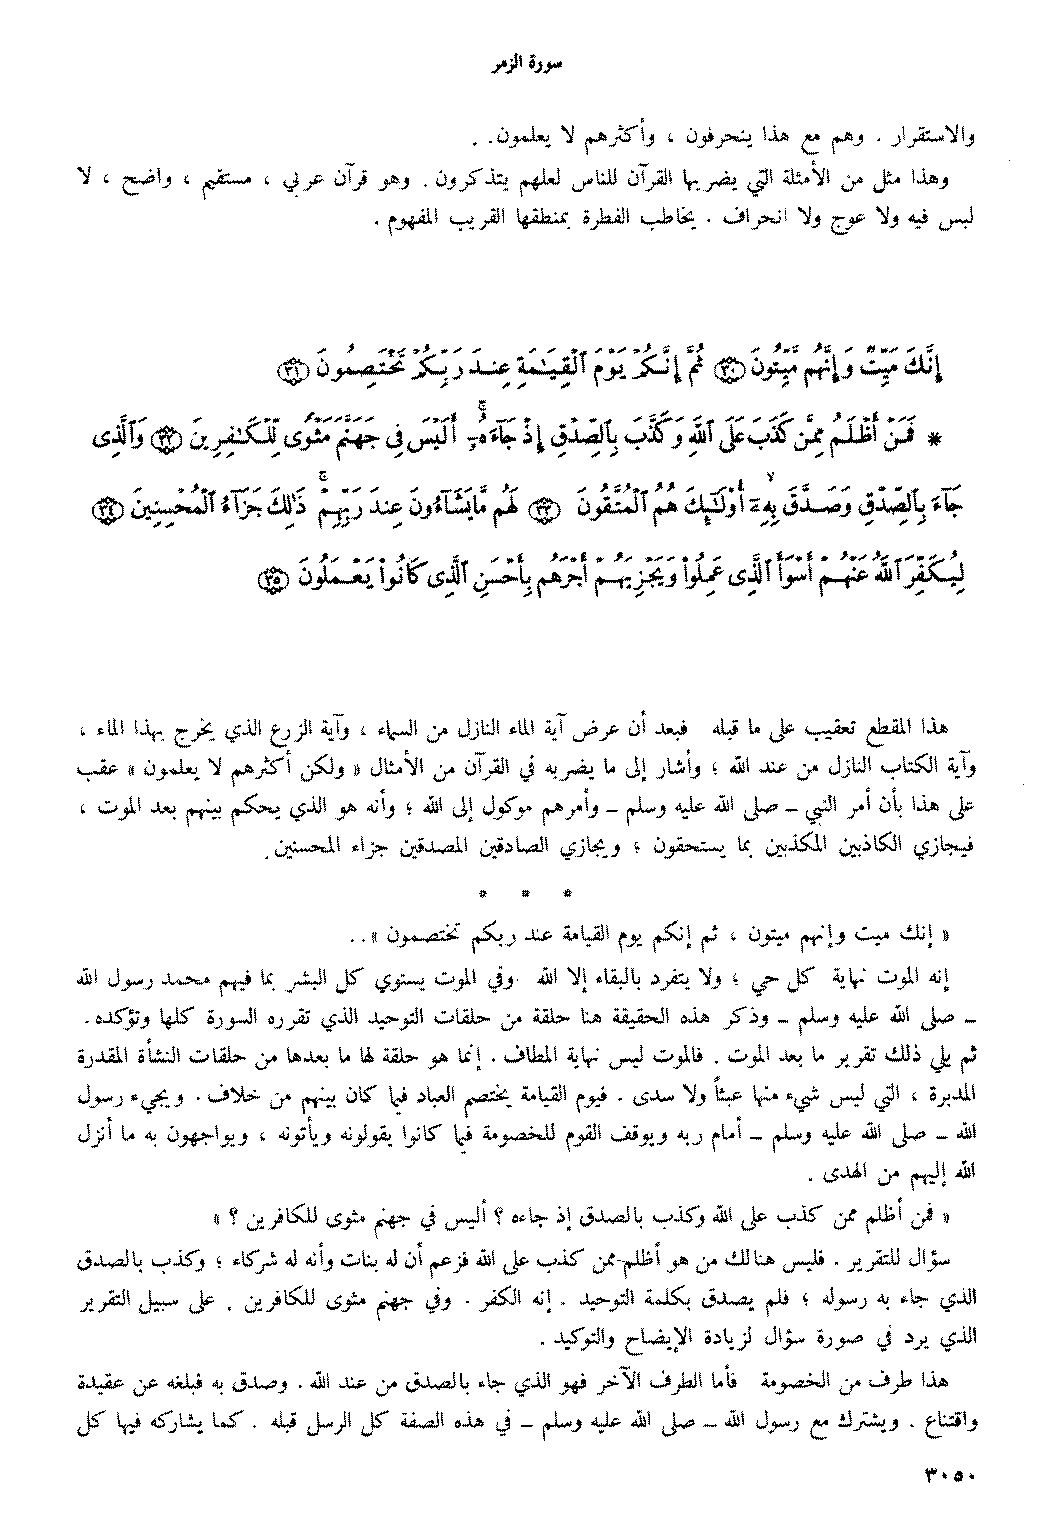 سورة الزمر
والاستقرار . وهم مع هذا ينحرفون ، وأكثرهم لا يعلمون . .
وهذا مثل من الأمثلة التي يضربها القرآن للناس لعلهم يتذكرون . وهو قرآن عربي ، مستقيم ، واضح ، لا
لبس فيه ولا عوج ولا انحراف . يخاطب الفطرة بمنطقها القريب المفهوم .
إِنَّكَ مَيِّتٌ وَإِنَّهُم مَّيِّتُونَ ﴿٣٠﴾ ثُمَّ إِنَّكُمْ يَوْمَ ٱلْقِيَـٰمَةِ عِندَ رَبِّكُمْ تَخْتَصِمُونَ ﴿٣١﴾
* فَمَنْ أَظْلَمُ مِمَّن كَذَبَ عَلَى ٱللَّهِ وَكَذَّبَ بِٱلصِّدْقِ إِذْ جَآءَهُۥٓ ۚ أَلَيْسَ فِى جَهَنَّمَ مَثْوًى لِّلْكَـٰفِرِينَ ﴿٣٢﴾ وَٱلَّذِى
جَآءَ بِٱلصِّدْقِ وَصَدَّقَ بِهِۦٓ ۙ أُوْلَـٰٓئِكَ هُمُ ٱلْمُتَّقُونَ ﴿٣٣﴾ لَهُم مَّا يَشَآءُونَ عِندَ رَبِّهِمْ ۚ ذَٰلِكَ جَزَآءُ ٱلْمُحْسِنِينَ ﴿٣٤﴾
لِيُكَفِّرَ ٱللَّهُ عَنْهُمْ أَسْوَأَ ٱلَّذِى عَمِلُوا۟ وَيَجْزِيَهُمْ أَجْرَهُم بِأَحْسَنِ ٱلَّذِى كَانُوا۟ يَعْمَلُونَ ﴿٣٥﴾
هذا المقطع تعقيب على ما قبله فبعد أن عرض آية الماء النازل من السماء ، وآية الزرع الذي يخرج بهذا الماء ،
وآية الكتاب النازل من عند الله ؛ وأشار إلى ما يضربه في القرآن من الأمثال « ولكن أكثرهم لا يعلمون » عقب
على هذا بأن أمر النبي – صلى الله عليه وسلم – وأمرهم موكول إلى الله ؛ وأنه هو الذي يحكم بينهم بعد الموت ،
فيجازي الكاذبين المكذبين بما يستحقون ؛ ويجازي الصادقين المصدقين جزاء المحسنين .
* * *
« إنك ميت وإنهم ميتون ، ثم إنكم يوم القيامة عند ربكم تختصمون » . .
إنه الموت نهاية كل حي ؛ ولا يتفرد بالبقاء إلا الله وفي الموت يستوي كل البشر بما فيهم محمد رسول الله
– صلى الله عليه وسلم – وذكر هذه الحقيقة هنا حلقة من حلقات التوحيد الذي تقرره السورة كلها وتؤكده .
ثم يلي ذلك تقرير ما بعد الموت . فالموت ليس نهاية المطاف . إنما هو حلقة لها ما بعدها من حلقات النشأة المقدرة
المدبرة ، التي ليس شيء منها عبثاً ولا سدى . فيوم القيامة يختصم العباد فيما كان بينهم من خلاف . ويجيء رسول
الله – صلى الله عليه وسلم – أمام ربه ويوقف القوم للخصومة فيما كانوا يقولونه ويأتونه ، ويواجهون به ما أنزل
الله إليهم من الهدى .
« فمن أظلم ممن كذب على الله وكذب بالصدق إذ جاءه ؟ أليس في جهنم مثوى للكافرين ؟ »
سؤال للتقرير . فليس هنالك من هو أظلم ممن كذب على الله فزعم أن له بنات وأنه له شركاء ؛ وكذب بالصدق
الذي جاء به رسوله ؛ فلم يصدق بكلمة التوحيد . إنه الكفر . وفي جهنم مثوى للكافرين . على سبيل التقرير
الذي يرد في صورة سؤال لزيادة الإيضاح والتوكيد .
هذا طرف من الخصومة فأما الطرف الآخر فهو الذي جاء بالصدق من عند الله . وصدق به فبلغه عن عقيدة
واقتناع . ويشترك مع رسول الله – صلى الله عليه وسلم – في هذه الصفة كل الرسل قبله . كما يشاركه فيها كل
٣٠٥٠